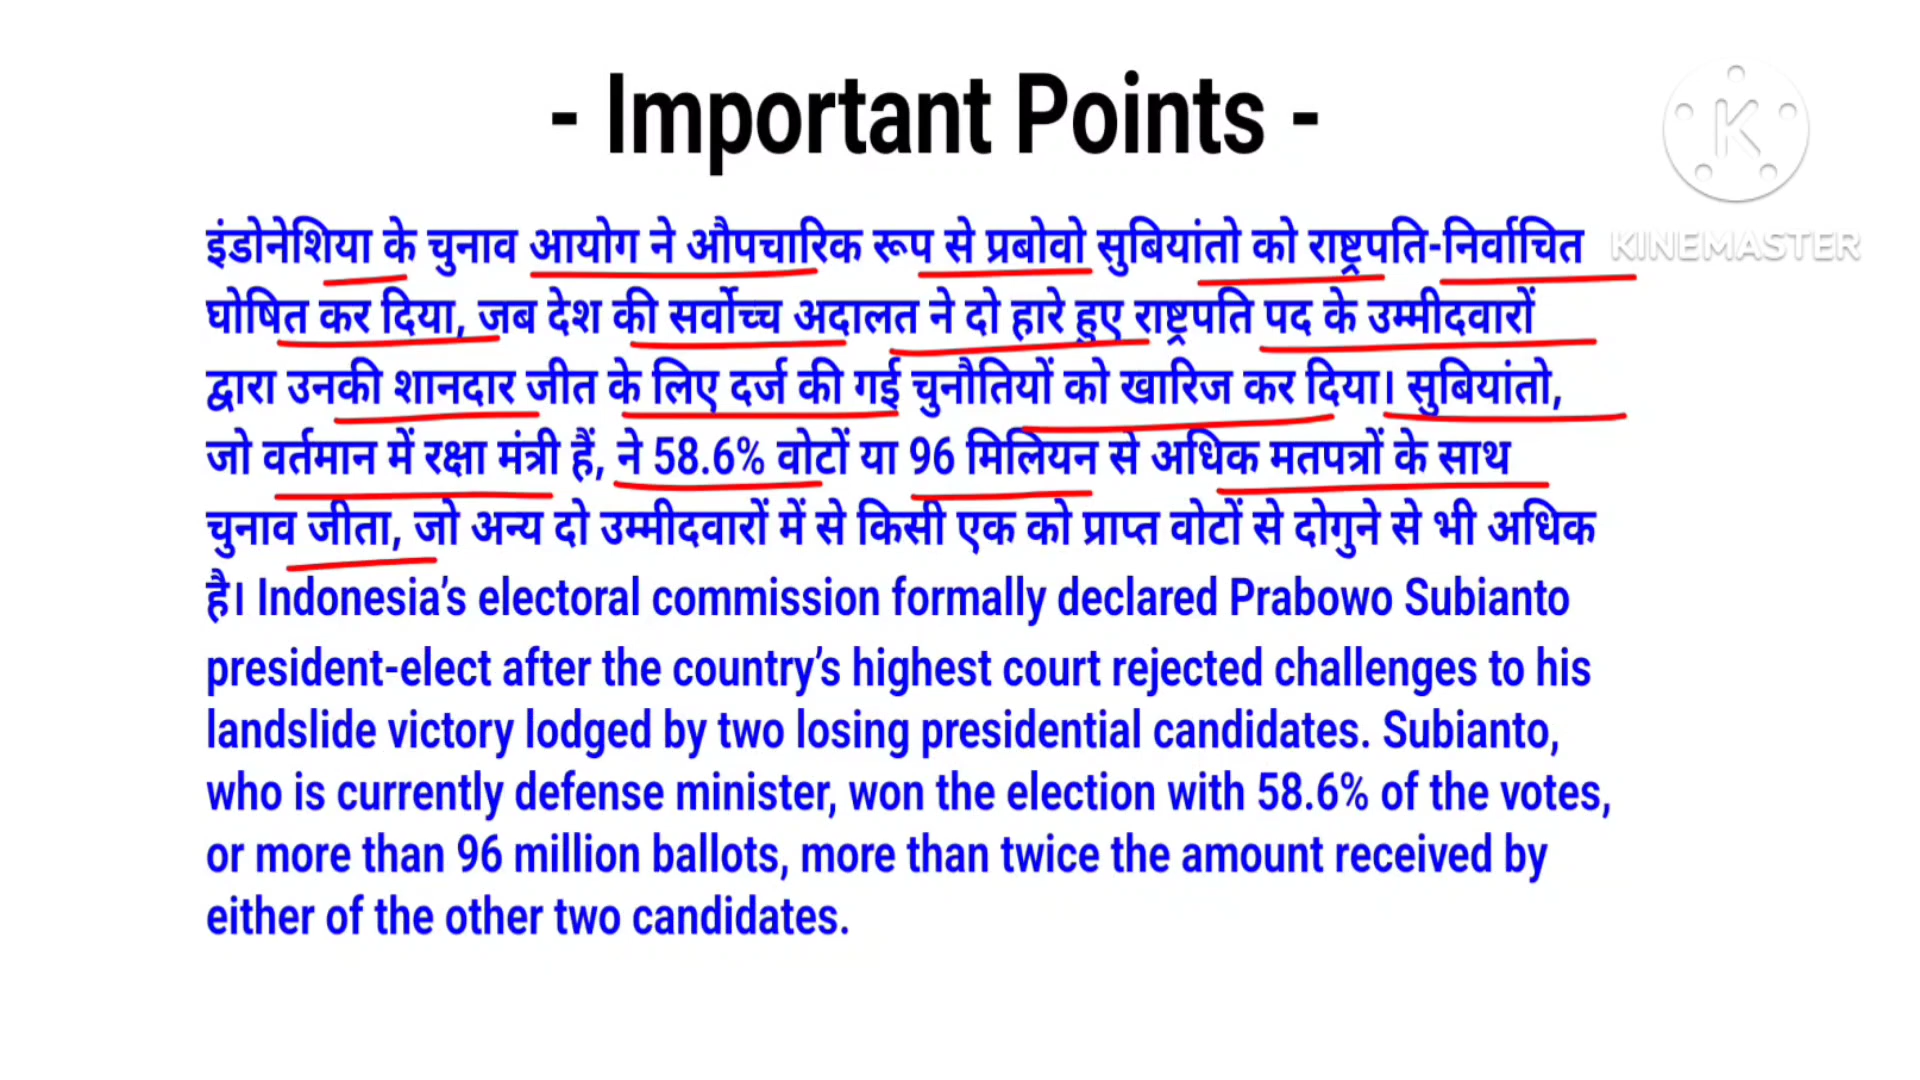 - Important Points -
KINEMASTER
इंडोनेशिया के चुनाव आयोग ने औपचारिक रूप से प्रबोवो सुबियांतो को राष्ट्रपति-निर्वाचित
घोषित कर दिया, जब देश की सर्वोच्च अदालत ने दो हारे हुए राष्ट्रपति पद के उम्मीदवारों
द्वारा उनकी शानदार जीत के लिए दर्ज की गई चुनौतियों को खारिज कर दिया। सुबियांतो,
जो वर्तमान में रक्षा मंत्री हैं, ने 58.6% वोटों या 96 मिलियन से अधिक मतपत्रों के साथ
चुनाव जीता, जो अन्य दो उम्मीदवारों में से किसी एक को प्राप्त वोटों से दोगुने से भी अधिक
है। Indonesia’s electoral commission formally declared Prabowo Subianto
president-elect after the country’s highest court rejected challenges to his
landslide victory lodged by two losing presidential candidates. Subianto,
who is currently defense minister, won the election with 58.6% of the votes,
or more than 96 million ballots, more than twice the amount received by
either of the other two candidates.